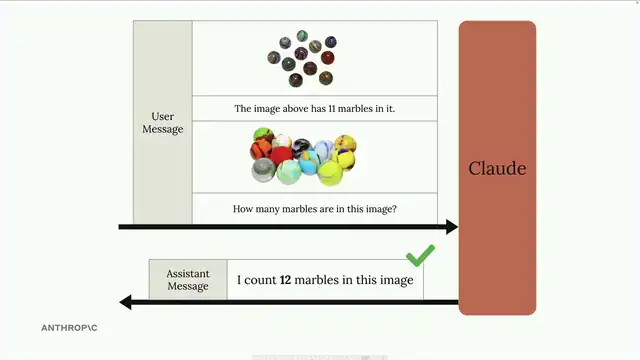 The image above has 11 marbles in it.
User
Message
Claude
How many marbles are in this image?
Assistant
Message
I count 12 marbles in this image
ANTHROP\C